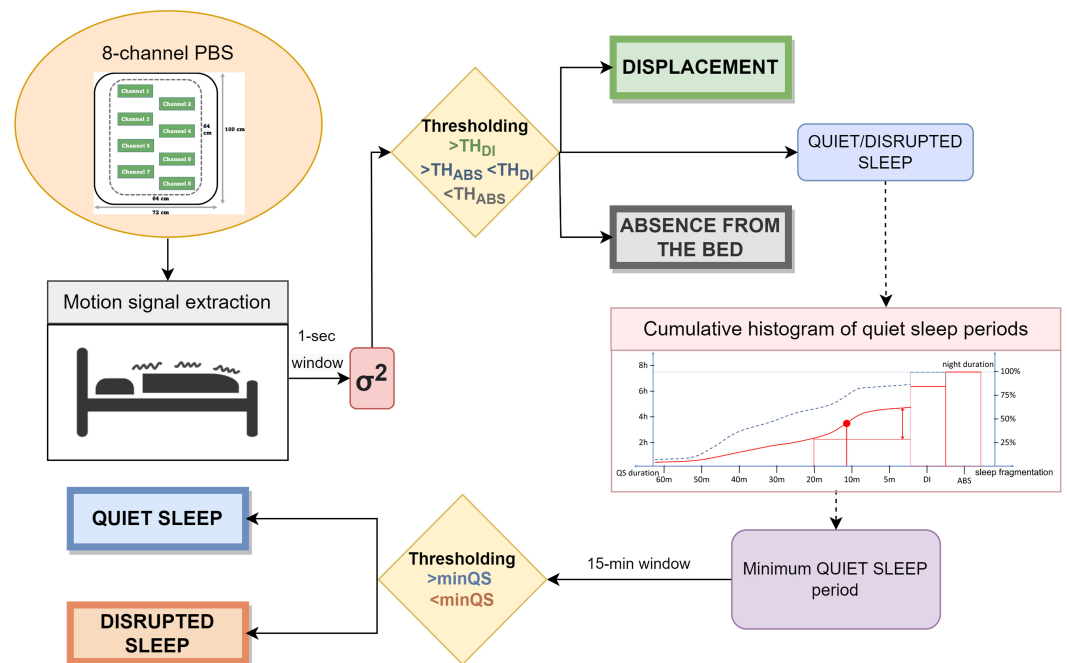 8-channel PBS
Channel 1
Channel 2
Channel 3
Channel 4
Channel 5
Channel 6
Channel 7
Channel 8
64
cm
100 cm
64 cm
72 cm
Motion signal extraction
1-sec
window
σ²
Thresholding
>TH_DI
>TH_ABS <TH_DI
<TH_ABS
DISPLACEMENT
QUIET/DISRUPTED
SLEEP
ABSENCE FROM
THE BED
Cumulative histogram of quiet sleep periods
8h
6h
4h
2h
night duration
100%
75%
50%
25%
QS duration
60m 50m 40m 30m 20m 10m 5m DI ABS
sleep fragmentation
Minimum QUIET SLEEP
period
15-min window
Thresholding
>minQS
<minQS
QUIET SLEEP
DISRUPTED
SLEEP